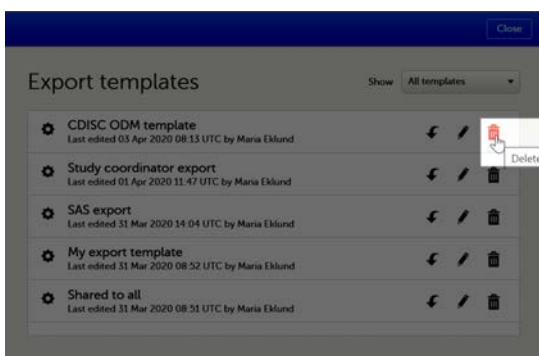 Close
Export templates
Show All templates
CDISC ODM template
Last edited 03 Apr 2020 08:13 UTC by Maria Eklund
Delete
Study coordinator export
Last edited 01 Apr 2020 11:47 UTC by Maria Eklund
SAS export
Last edited 31 Mar 2020 14:04 UTC by Maria Eklund
My export template
Last edited 31 Mar 2020 08:52 UTC by Maria Eklund
Shared to all
Last edited 31 Mar 2020 08:51 UTC by Maria Eklund